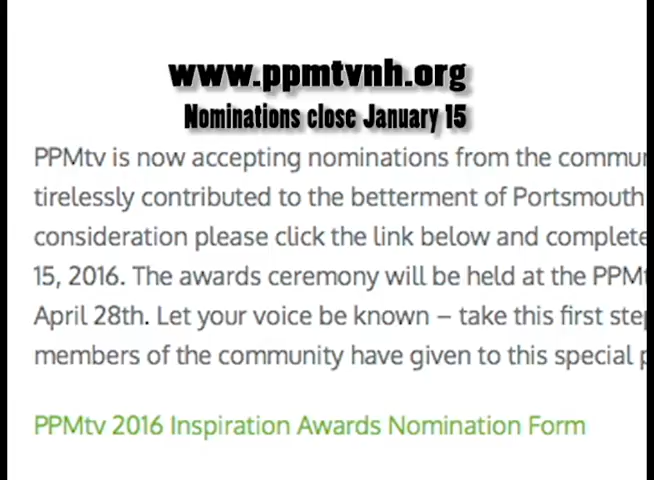 www.ppmtvnh.org
Nominations close January 15
PPMtv is now accepting nominations from the commu
tirelessly contributed to the betterment of Portsmouth
consideration please click the link below and complete
15, 2016. The awards ceremony will be held at the PPM
April 28th. Let your voice be known – take this first step
members of the community have given to this special
PPMtv 2016 Inspiration Awards Nomination Form